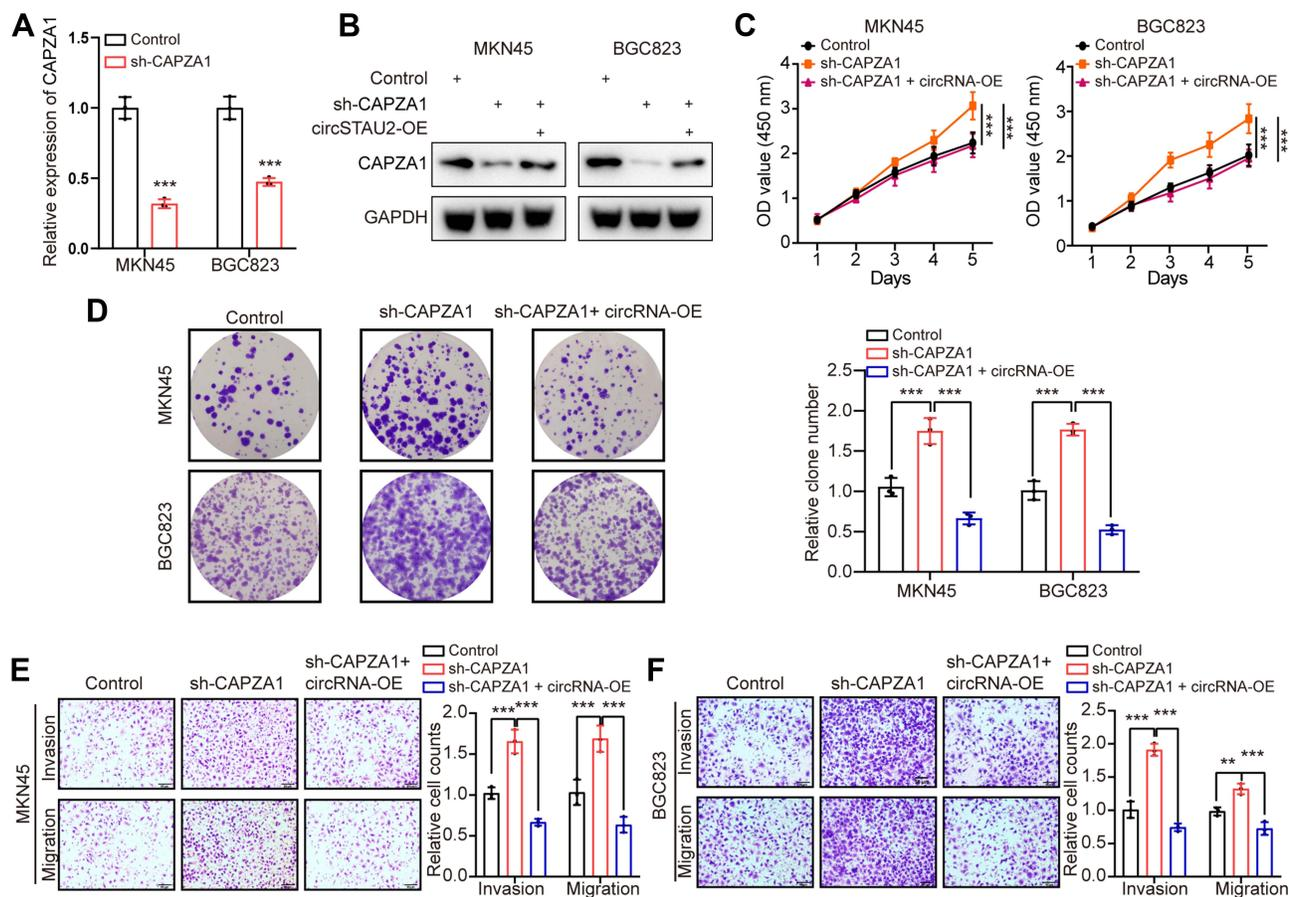 A
Relative expression of CAPZA1
1.5
1.0
0.5
0.0
Control
sh-CAPZA1
***
***
MKN45
BGC823
B
MKN45
BGC823
Control
+
+
sh-CAPZA1
+
+
+
+
circSTAU2-OE
+
+
CAPZA1
GAPDH
C
MKN45
Control
sh-CAPZA1
sh-CAPZA1 + circRNA-OE
OD value (450 nm)
4
3
2
1
0
1
2
3
4
5
Days
***
***
BGC823
Control
sh-CAPZA1
sh-CAPZA1 + circRNA-OE
OD value (450 nm)
4
3
2
1
0
1
2
3
4
5
Days
***
***
D
Control
sh-CAPZA1
sh-CAPZA1+ circRNA-OE
MKN45
BGC823
Control
sh-CAPZA1
sh-CAPZA1 + circRNA-OE
Relative clone number
2.5
2.0
1.5
1.0
0.5
0.0
***
***
***
***
MKN45
BGC823
E
Control
sh-CAPZA1
sh-CAPZA1+
circRNA-OE
MKN45
Invasion
Migration
Control
sh-CAPZA1
sh-CAPZA1 + circRNA-OE
Relative cell counts
2.0
1.5
1.0
0.5
0.0
***
***
***
***
Invasion
Migration
F
Control
sh-CAPZA1
sh-CAPZA1+
circRNA-OE
BGC823
Invasion
Migration
Control
sh-CAPZA1
sh-CAPZA1 + circRNA-OE
Relative cell counts
2.5
2.0
1.5
1.0
0.5
0.0
***
***
**
***
Invasion
Migration